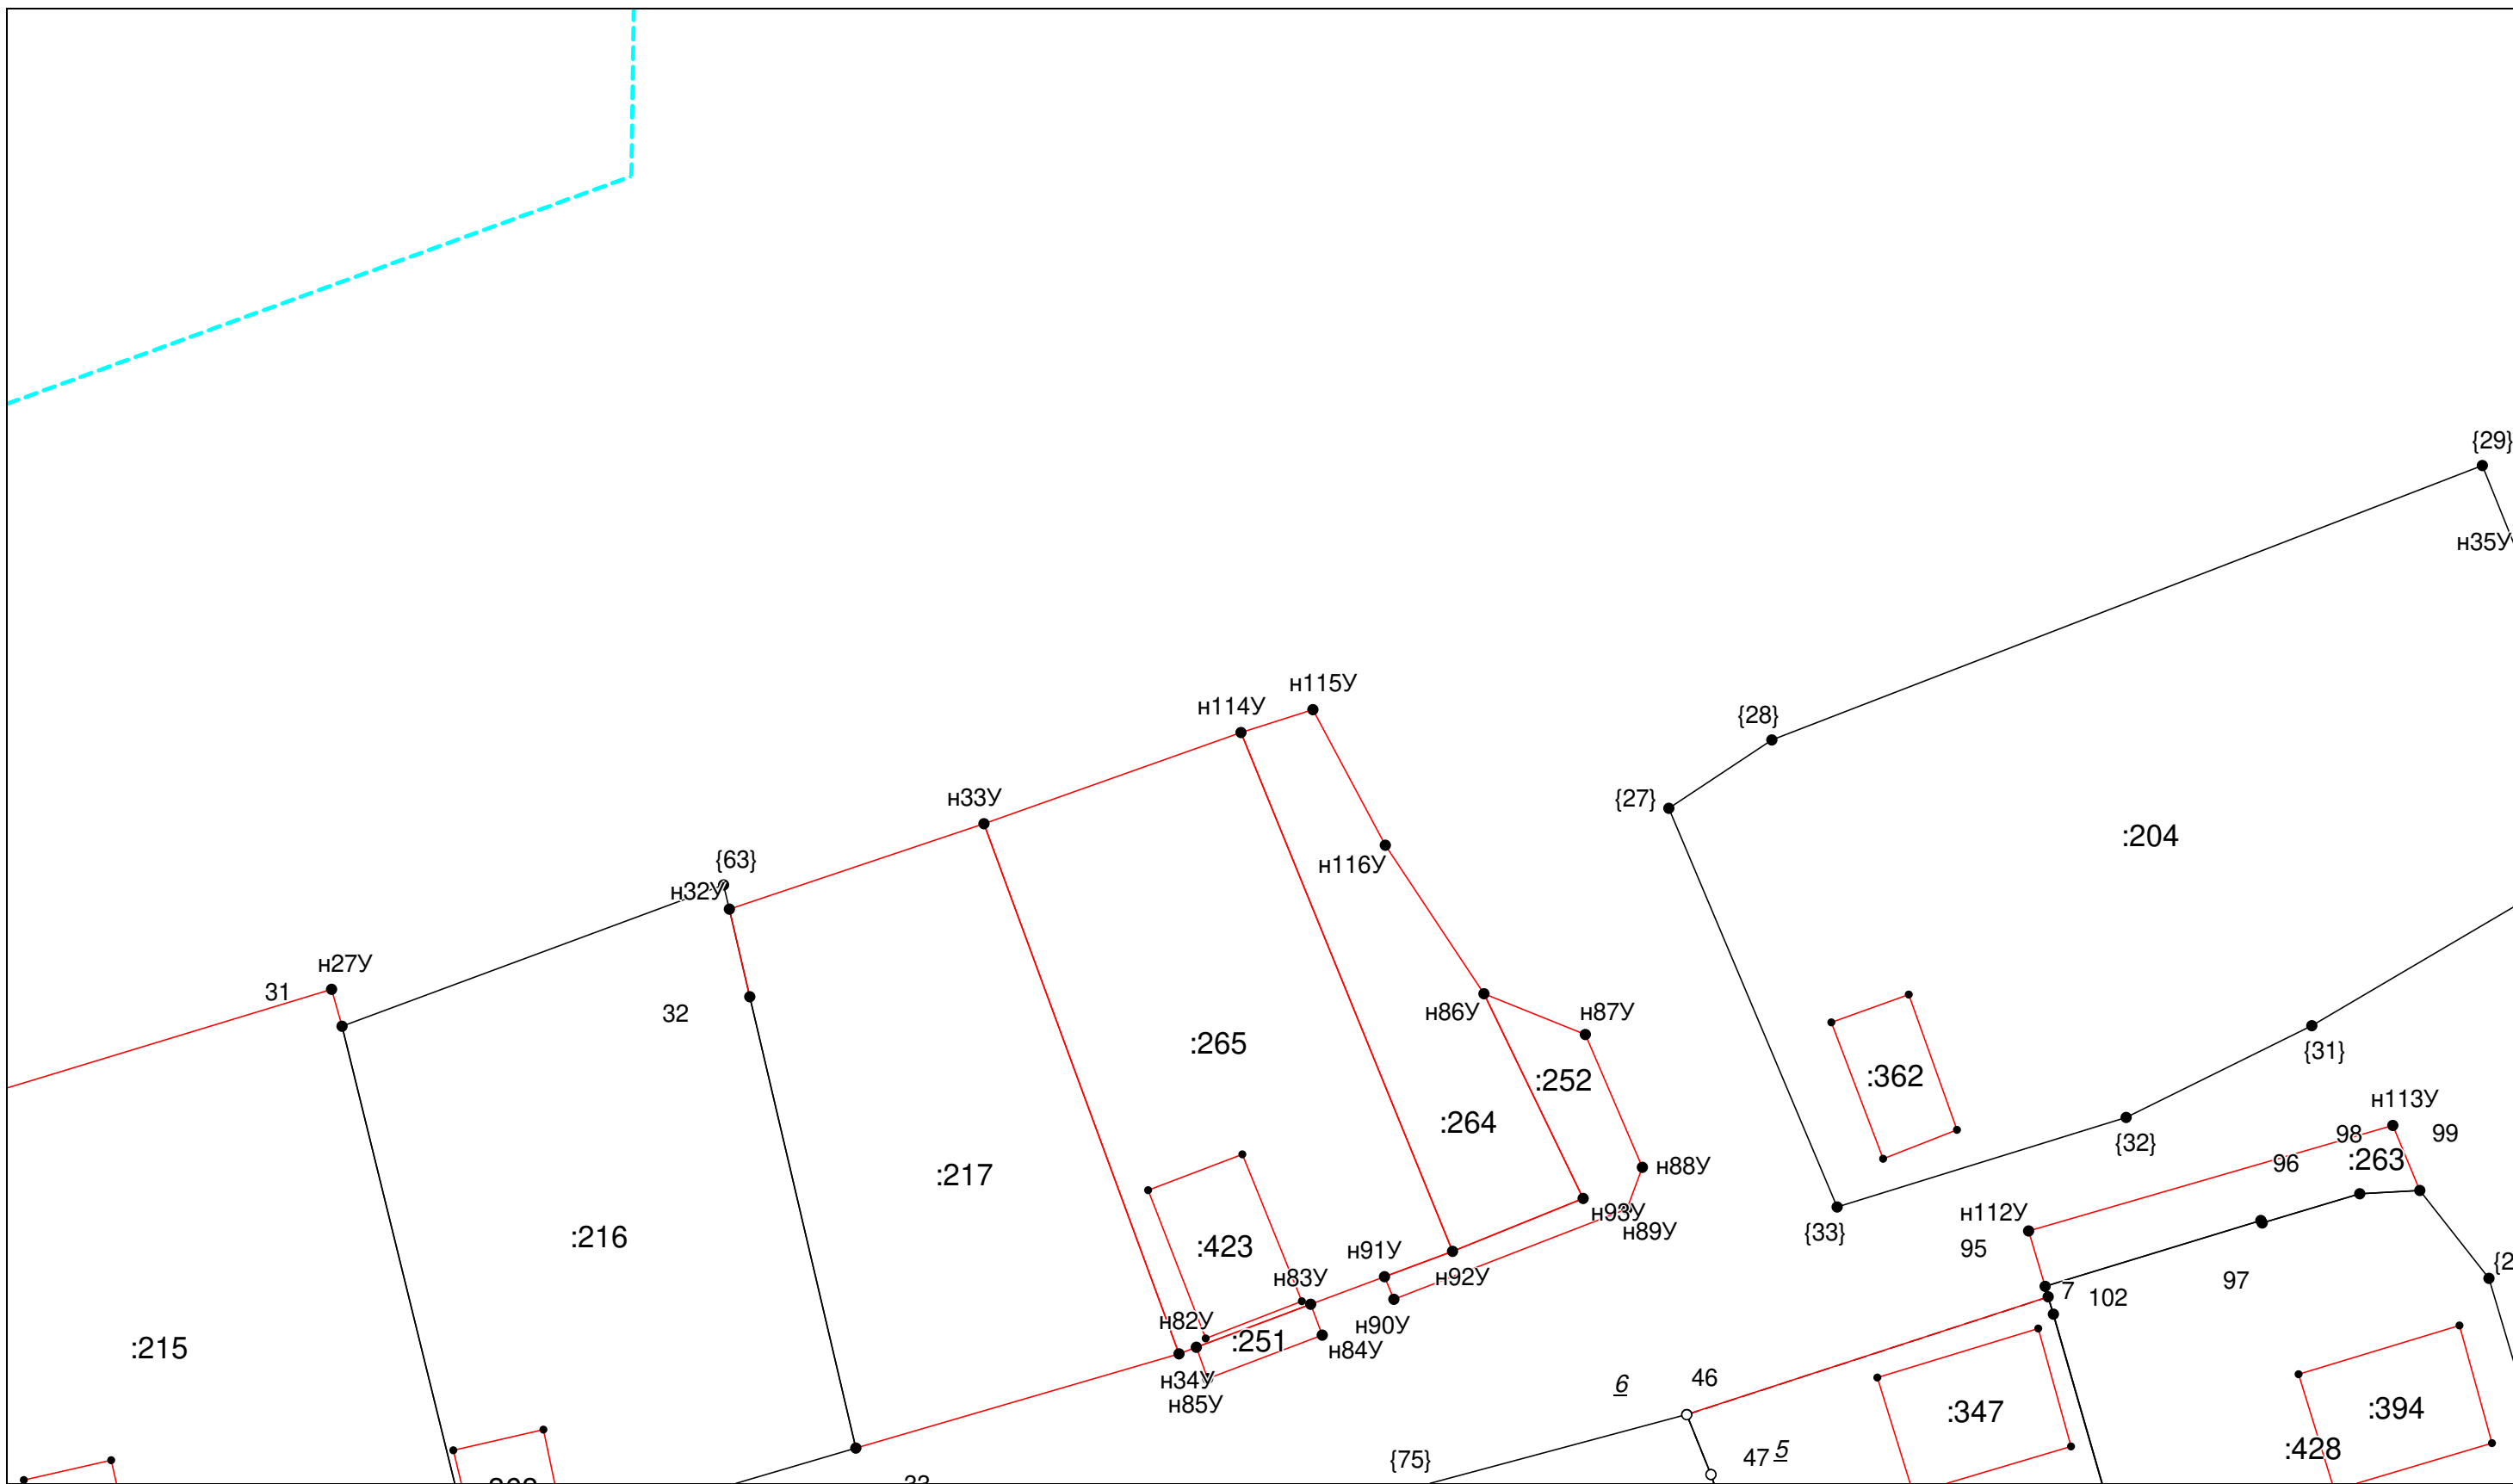 {29}
н35У
н115У
н114У
{28}
н33У
{27}
:204
{63}
н116У
н32У
н27У
31
н86У
н87У
32
:265
{31}
:252
:362
:264
н113У
98
99
{32}
96
:263
н88У
:217
н112У
н93У
н89У
{33}
:216
:423
95
н91У
н83У
н92У
97
7
102
н82У
н90У
:251
:215
н84У
н34У
46
6
н85У
:347
:394
:428
47
5
{75}